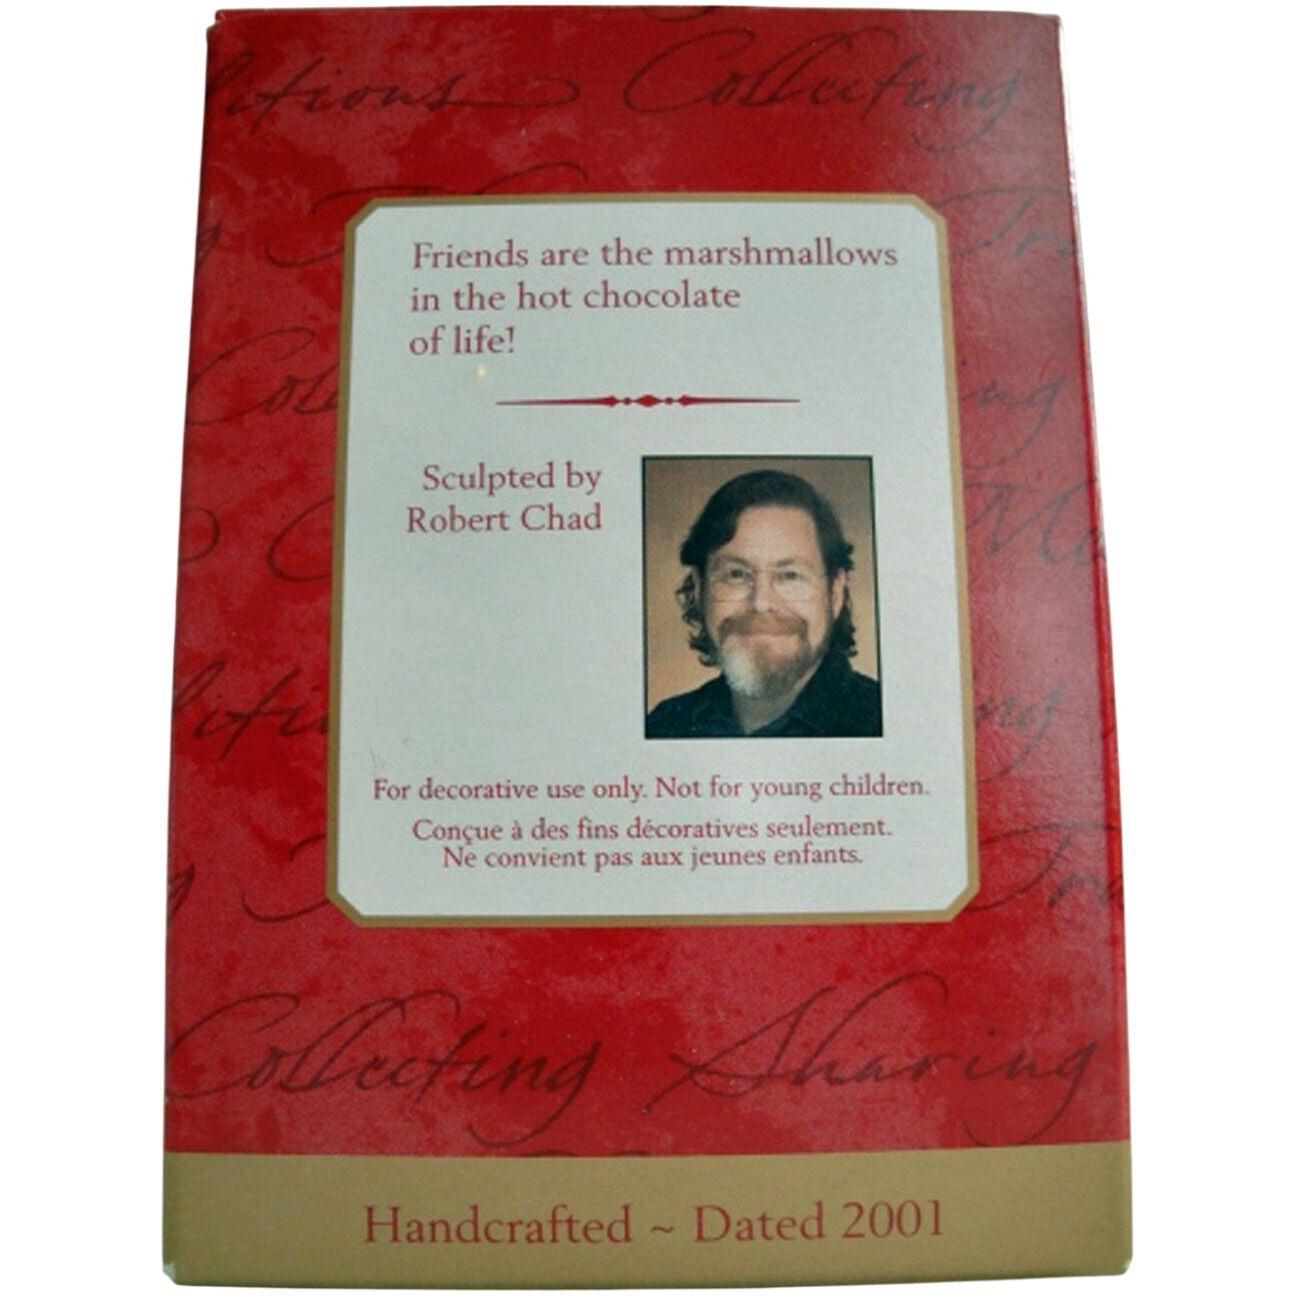 litions Collecting
Friends are the marshmallows
in the hot chocolate
of life!
Sculpted by
Robert Chad
For decorative use only. Not for young children.
Conçue à des fins décoratives seulement.
Ne convient pas aux jeunes enfants.
Collecting Sharing
Handcrafted ~ Dated 2001